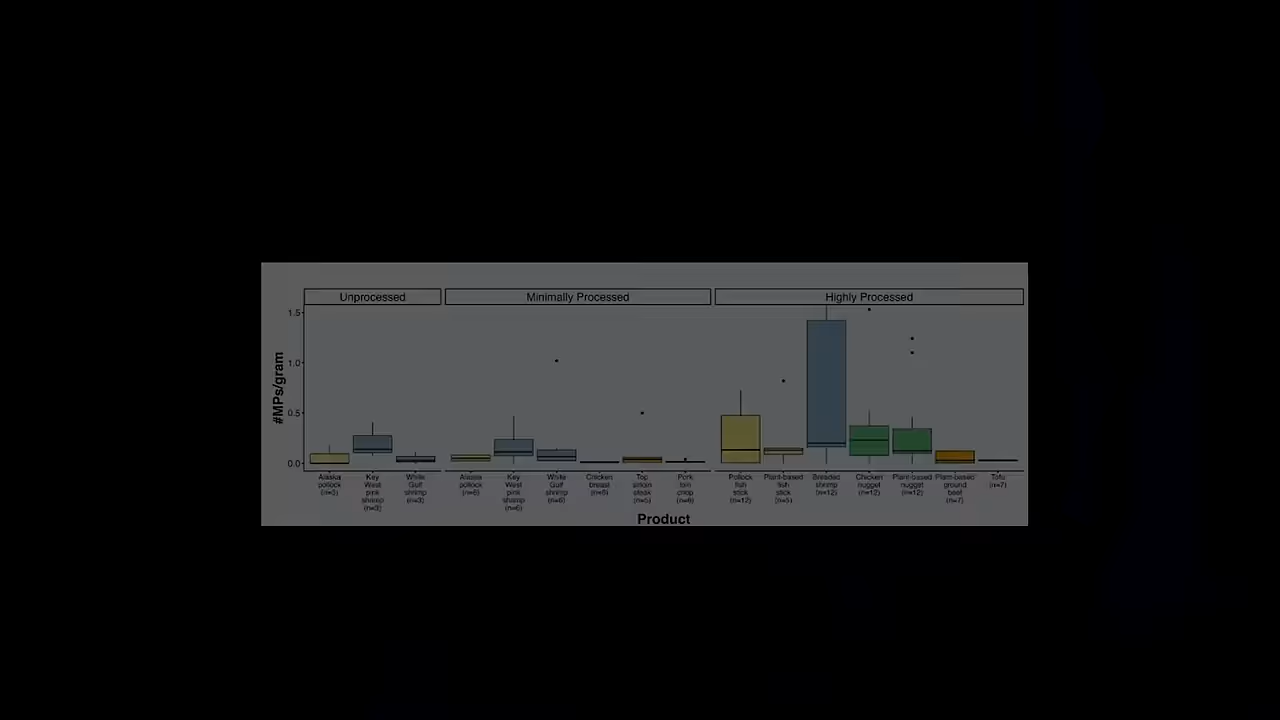 Unprocessed
Minimally Processed
Highly Processed
#MPs/gram
1.5
1.0
0.5
0.0
Alaska
pollock
(n=3)
Key
West
pink
shrimp
(n=3)
White
Gulf
shrimp
(n=3)
Alaska
pollock
(n=6)
Key
West
pink
shrimp
(n=6)
White
Gulf
shrimp
(n=6)
Chicken
breast
(n=6)
Top
sirloin
steak
(n=5)
Pork
loin
chop
(n=6)
Pollock
fish
stick
(n=12)
Plant-based
fish
stick
(n=5)
Breaded
shrimp
(n=12)
Chicken
nugget
(n=12)
Plant-based
nugget
(n=12)
Plant-based
ground
beef
(n=7)
Tofu
(n=7)
Product